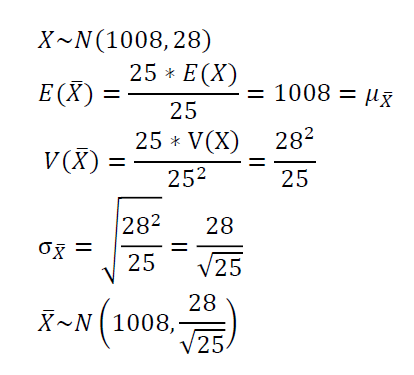 X~N(1008,28)
E(X̄) = 25 * E(X) / 25 = 1008 = μ_X̄
V(X̄) = 25 * V(X) / 25² = 28² / 25
σ_X̄ = √(28² / 25) = 28 / √25
X̄~N(1008, 28 / √25)